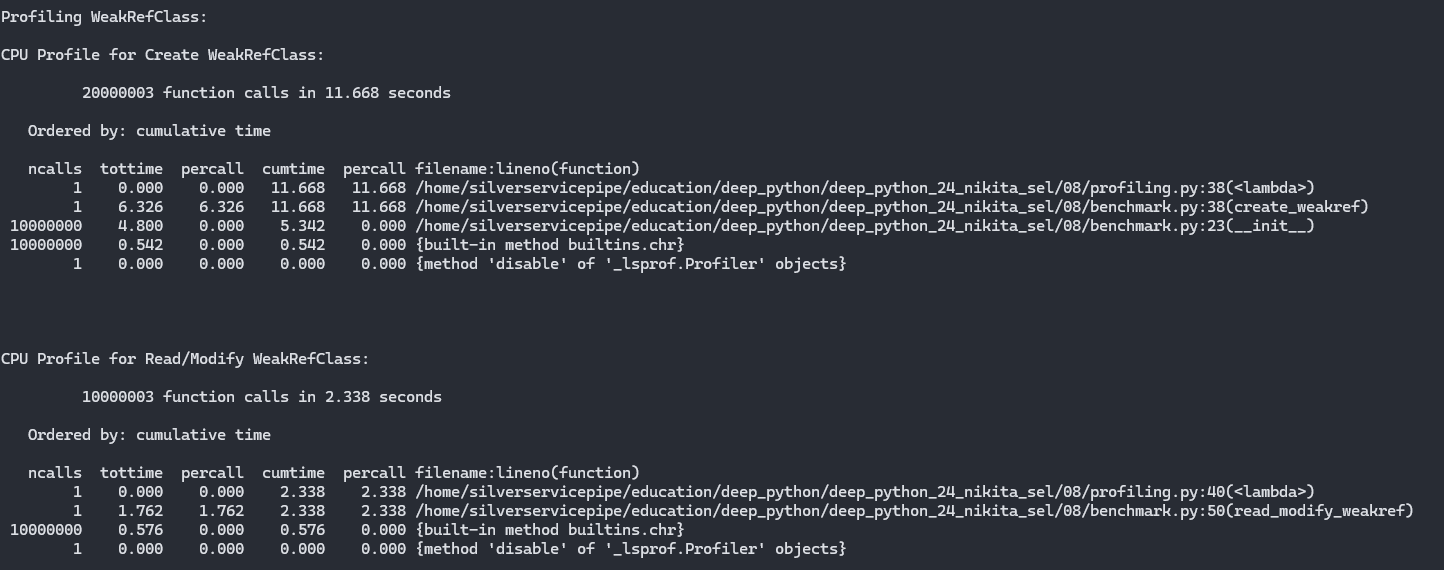 Profiling WeakRefClass:
CPU Profile for Create WeakRefClass:
20000003 function calls in 11.668 seconds
Ordered by: cumulative time
ncalls  tottime  percall  cumtime  percall filename:lineno(function)
1    0.000    0.000   11.668   11.668 /home/silverservicepipe/education/deep_python/deep_python_24_nikita_sel/08/profiling.py:38(<lambda>)
1    6.326    6.326   11.668   11.668 /home/silverservicepipe/education/deep_python/deep_python_24_nikita_sel/08/benchmark.py:38(create_weakref)
10000000    4.800    0.000    5.342    0.000 /home/silverservicepipe/education/deep_python/deep_python_24_nikita_sel/08/benchmark.py:23(__init__)
10000000    0.542    0.000    0.542    0.000 {built-in method builtins.chr}
1    0.000    0.000    0.000    0.000 {method 'disable' of '_lsprof.Profiler' objects}
CPU Profile for Read/Modify WeakRefClass:
10000003 function calls in 2.338 seconds
Ordered by: cumulative time
ncalls  tottime  percall  cumtime  percall filename:lineno(function)
1    0.000    0.000    2.338    2.338 /home/silverservicepipe/education/deep_python/deep_python_24_nikita_sel/08/profiling.py:40(<lambda>)
1    1.762    1.762    2.338    2.338 /home/silverservicepipe/education/deep_python/deep_python_24_nikita_sel/08/benchmark.py:50(read_modify_weakref)
10000000    0.576    0.000    0.576    0.000 {built-in method builtins.chr}
1    0.000    0.000    0.000    0.000 {method 'disable' of '_lsprof.Profiler' objects}